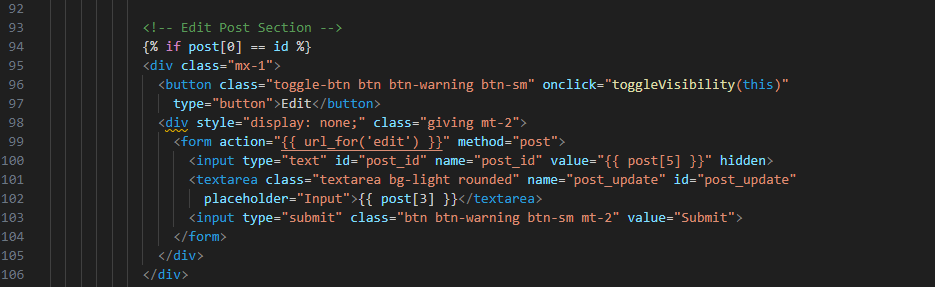 92
93 <!-- Edit Post Section -->
94 {% if post[0] == id %}
95 <div class="mx-1">
96 <button class="toggle-btn btn btn-warning btn-sm" onclick="toggleVisibility(this)"
97 type="button">Edit</button>
98 <div style="display: none;" class="giving mt-2">
99 <form action="{{ url_for('edit') }}" method="post">
100 <input type="text" id="post_id" name="post_id" value="{{ post[5] }}" hidden>
101 <textarea class="textarea bg-light rounded" name="post_update" id="post_update"
102 placeholder="Input">{{ post[3] }}</textarea>
103 <input type="submit" class="btn btn-warning btn-sm mt-2" value="Submit">
104 </form>
105 </div>
106 </div>